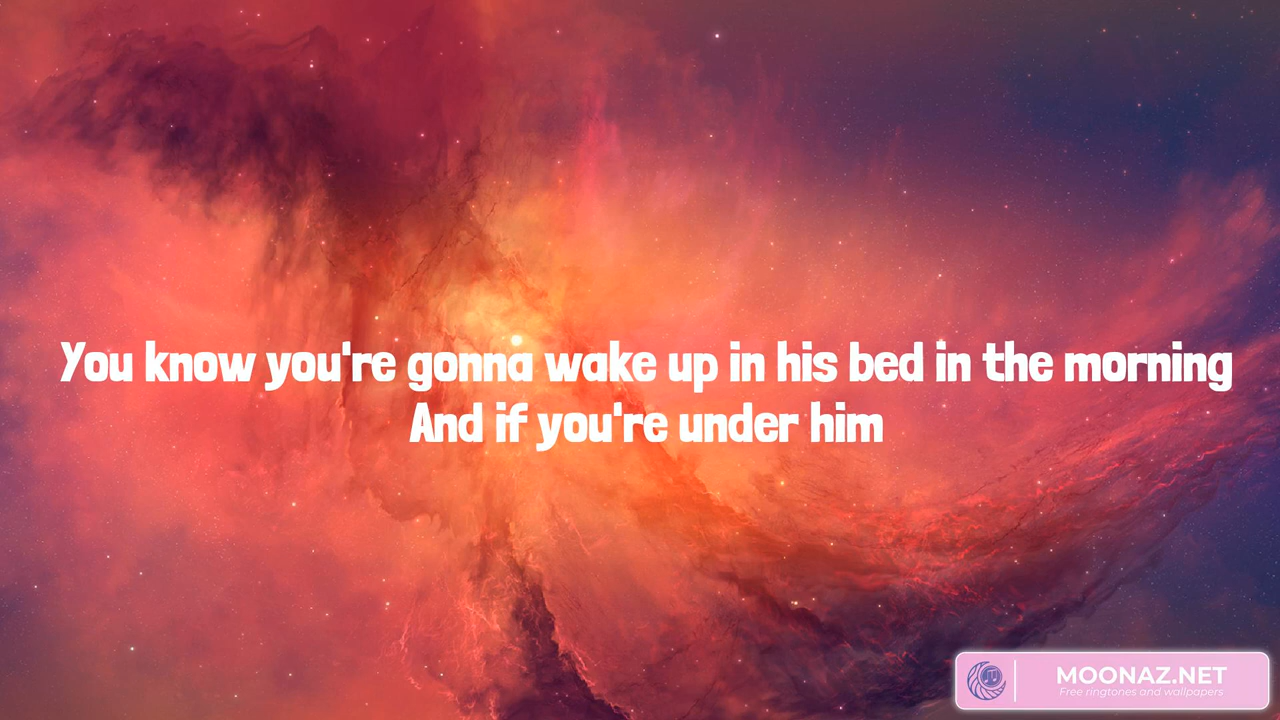 You know you're gonna wake up in his bed in the morning
And if you're under him
MOONAZ.NET
Free ringtones and wallpapers